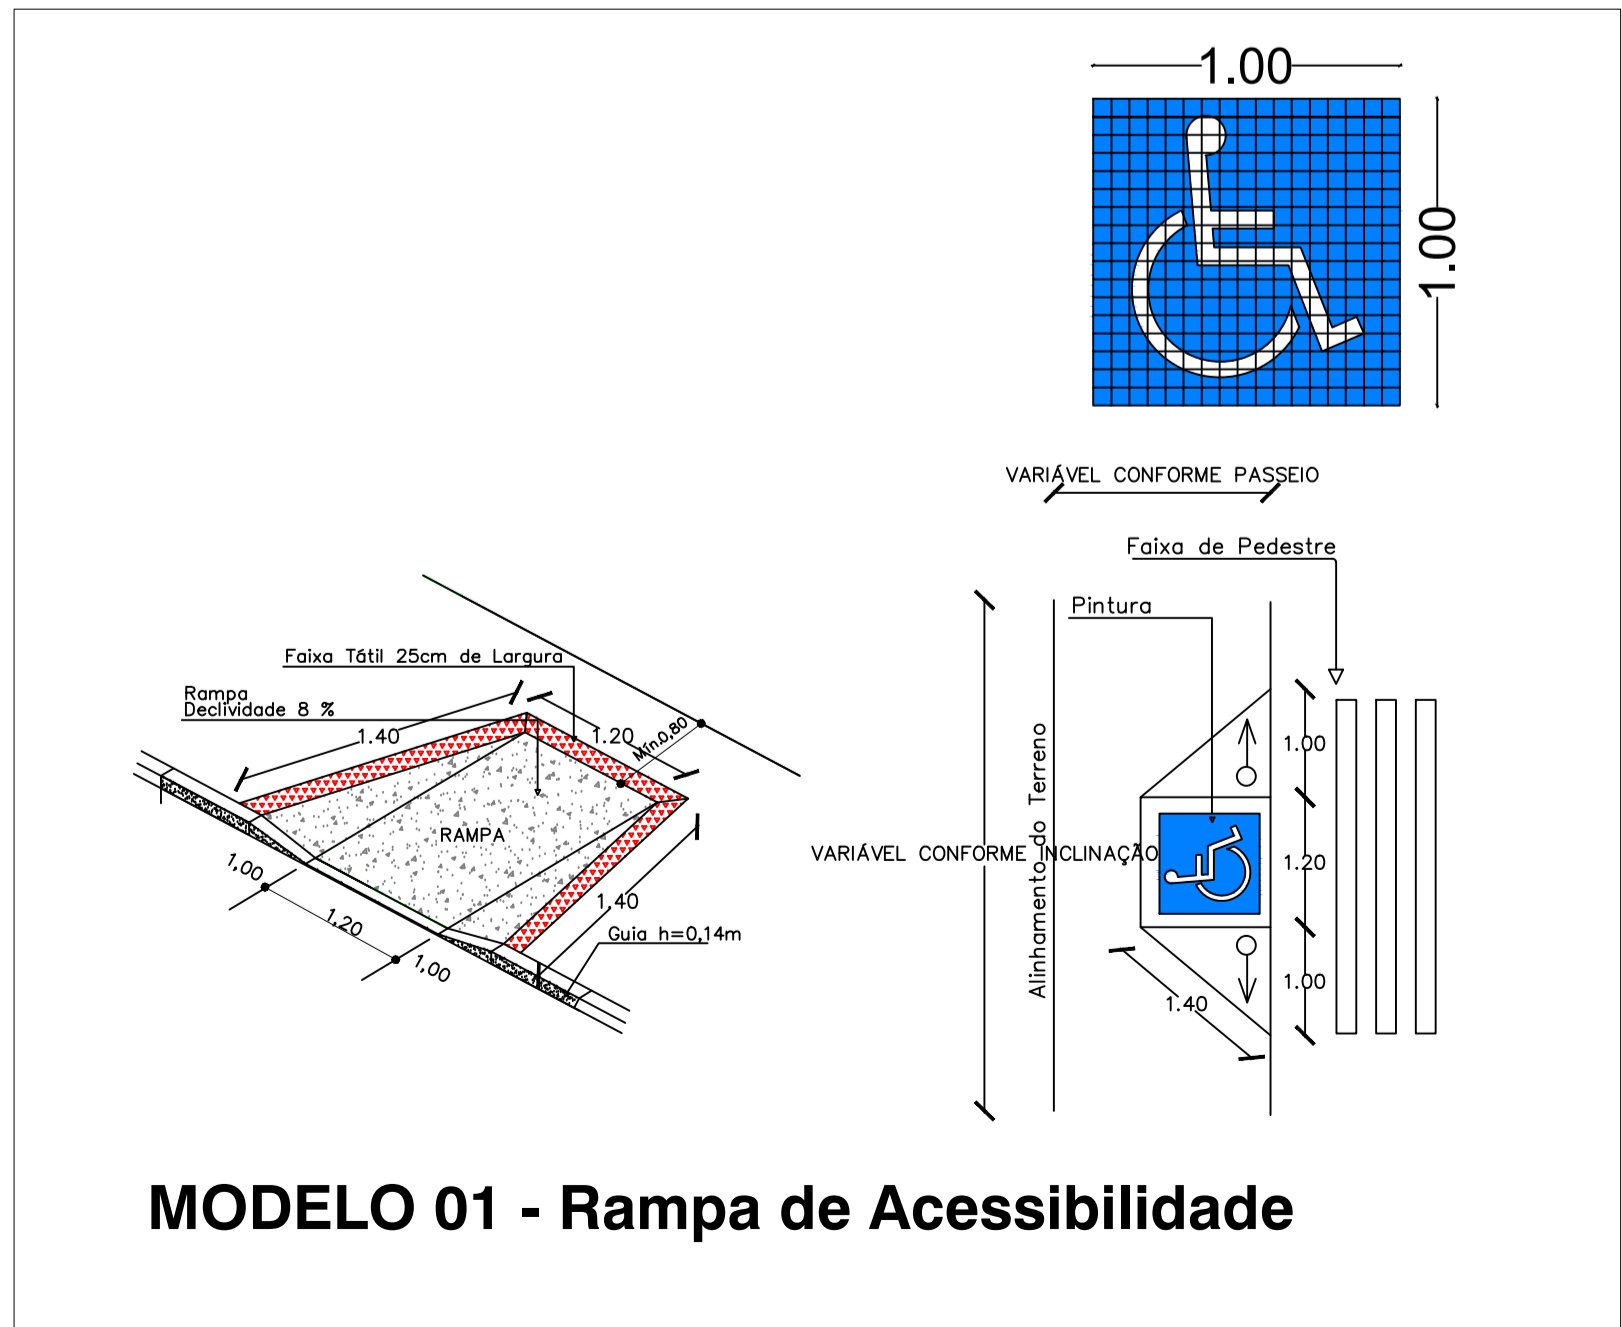 1.00
1.00
VARIÁVEL CONFORME PASSEIO
Faixa de Pedestre
Pintura
Alinhamento do Terreno
VARIÁVEL CONFORME INCLINAÇÃO
1.00
1.20
1.00
1.40
Faixa Tátil 25cm de Largura
Rampa
Declividade 8 %
1.40
1.20
Mín.0,80
RAMPA
1,00
1,20
1,00
1,40
Guia h=0,14m
MODELO 01 - Rampa de Acessibilidade